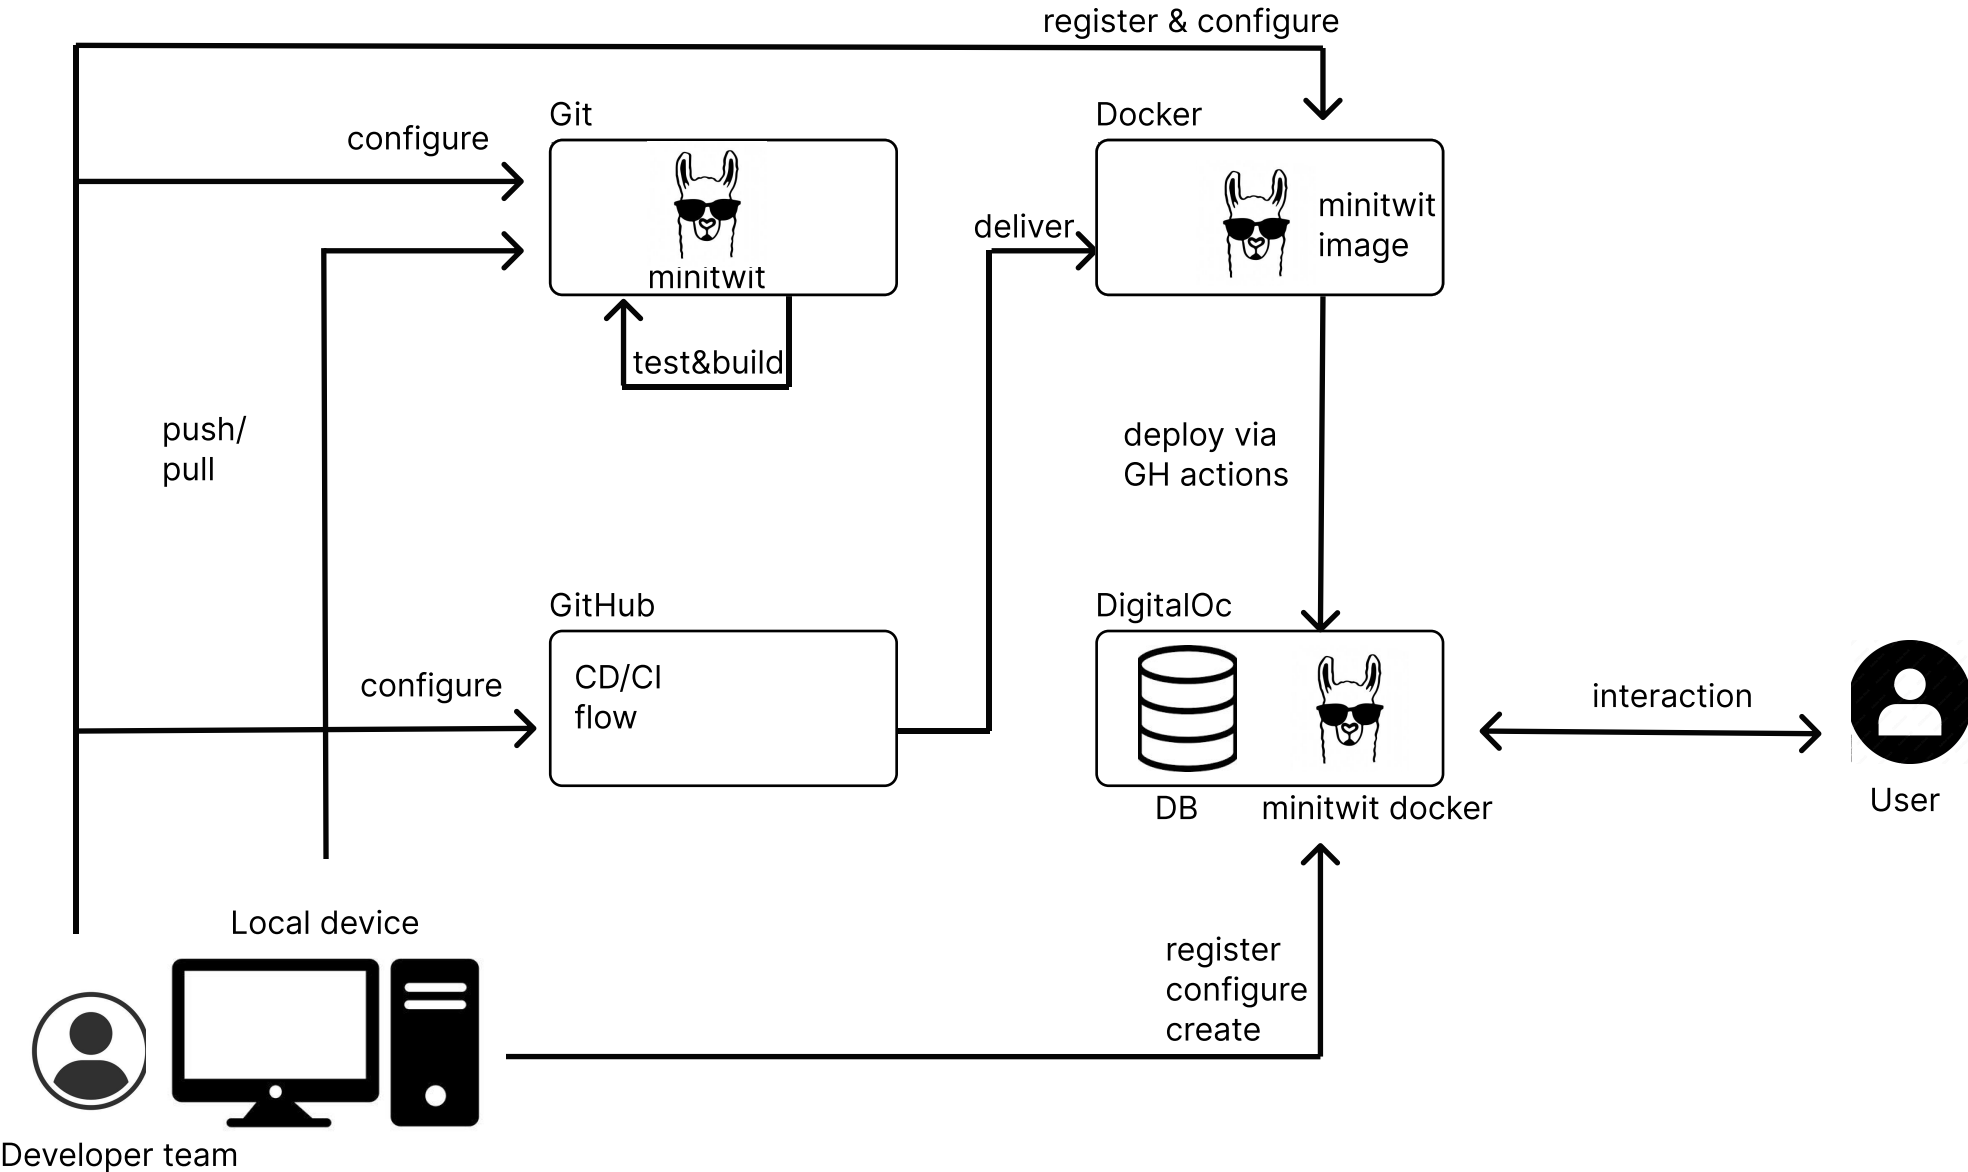 register & configure
Git
Docker
configure
minitwit
image
deliver
minitwit
test&build
push/
pull
deploy via
GH actions
GitHub
DigitalOc
CD/CI
flow
configure
interaction
DB
minitwit docker
User
Local device
register
configure
create
Developer team